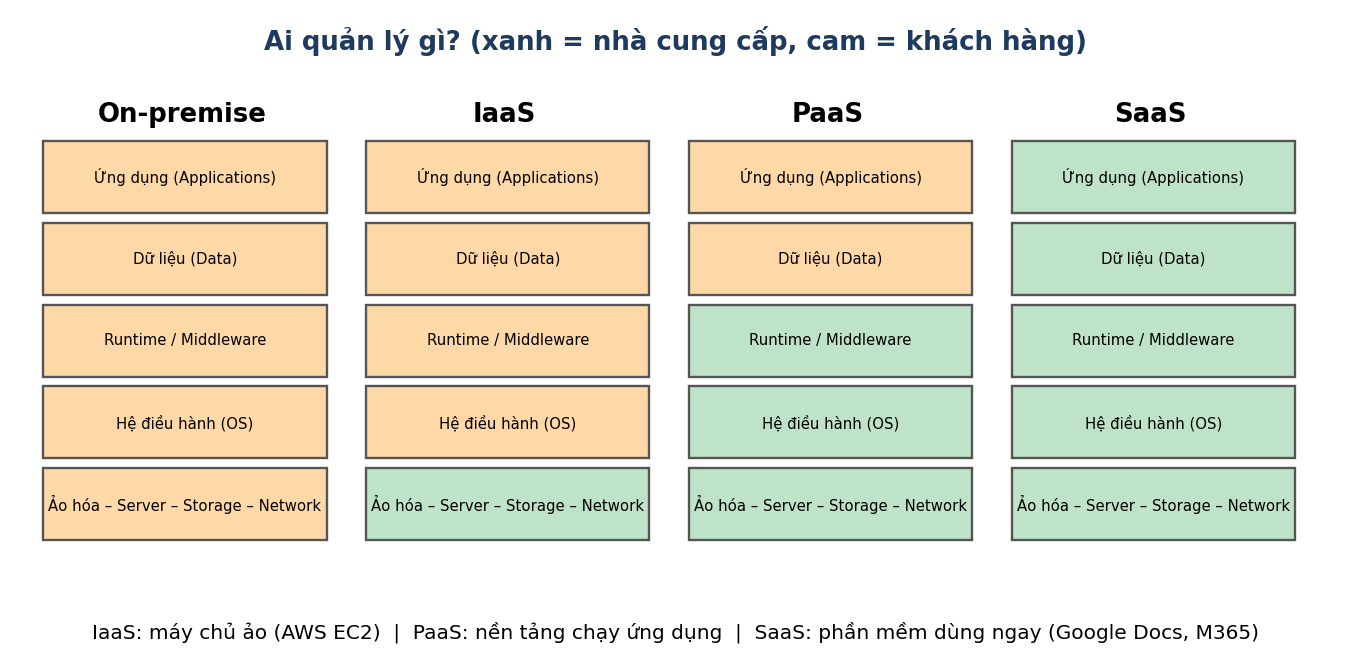 Ai quản lý gì? (xanh = nhà cung cấp, cam = khách hàng)
On-premise
Ứng dụng (Applications)
Dữ liệu (Data)
Runtime / Middleware
Hệ điều hành (OS)
Ảo hóa – Server – Storage – Network
IaaS
Ứng dụng (Applications)
Dữ liệu (Data)
Runtime / Middleware
Hệ điều hành (OS)
Ảo hóa – Server – Storage – Network
PaaS
Ứng dụng (Applications)
Dữ liệu (Data)
Runtime / Middleware
Hệ điều hành (OS)
Ảo hóa – Server – Storage – Network
SaaS
Ứng dụng (Applications)
Dữ liệu (Data)
Runtime / Middleware
Hệ điều hành (OS)
Ảo hóa – Server – Storage – Network
IaaS: máy chủ ảo (AWS EC2) | PaaS: nền tảng chạy ứng dụng | SaaS: phần mềm dùng ngay (Google Docs, M365)